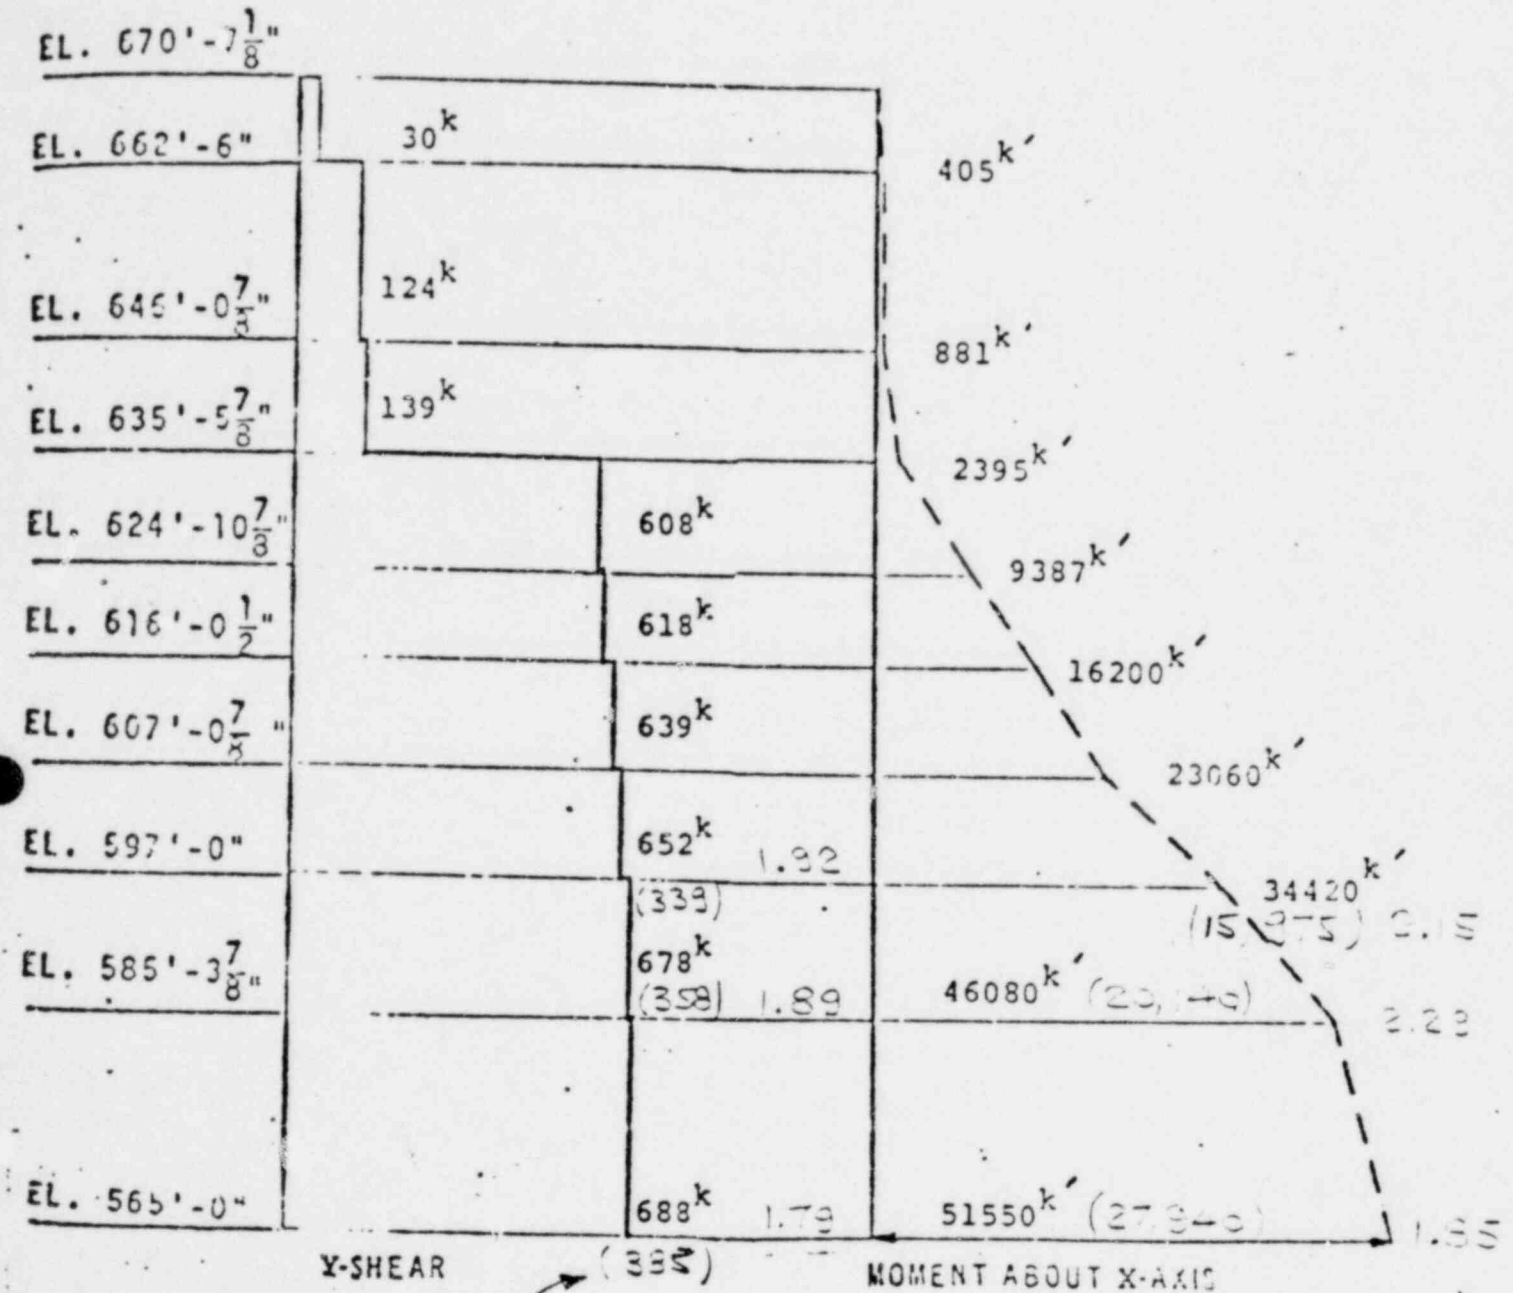 EL. 670'-7 1/8"
EL. 662'-6"
30k
405k'
124k
EL. 646'-0 7/8"
881k'
139k
EL. 635'-5 7/8"
2395k'
EL. 624'-10 7/8"
608k
9387k'
EL. 616'-0 1/2"
618k
16200k'
EL. 607'-0 7/8"
639k
23060k'
EL. 597'-0"
652k 1.92
34420k'
(339)
EL. 585'-3 7/8"
678k
(358) 1.89
46080k'
EL. 565'-0"
688k 1.79
51550k'
Y-SHEAR
MOMENT ABOUT X-AXIS